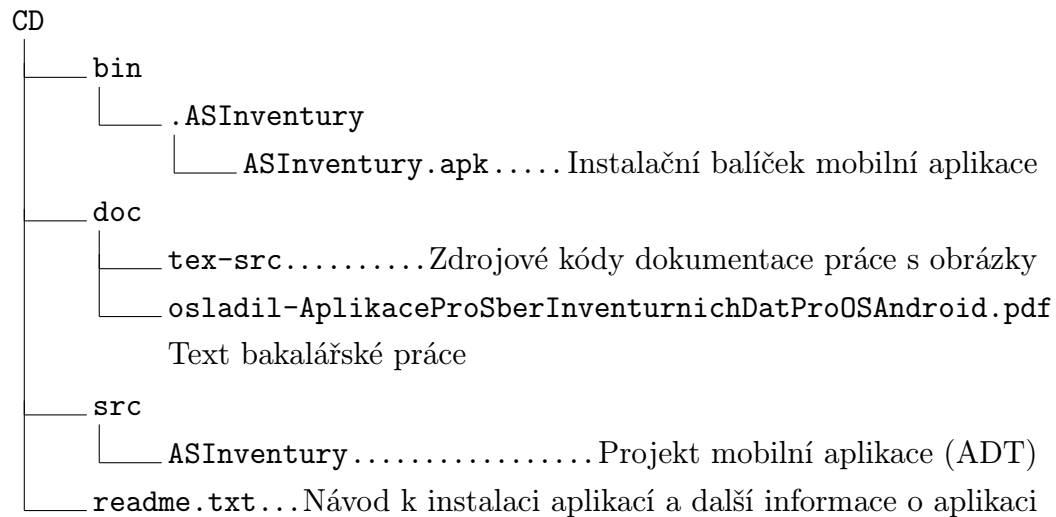 CD
bin
.ASInventury
ASInventury.apk.....Instalační balíček mobilní aplikace
doc
tex-src..........Zdrojové kódy dokumentace práce s obrázky
osladil-AplikaceProSberInventurnichDatProOSAndroid.pdf
Text bakalářské práce
src
ASInventury.................Projekt mobilní aplikace (ADT)
readme.txt...Návod k instalaci aplikací a další informace o aplikaci